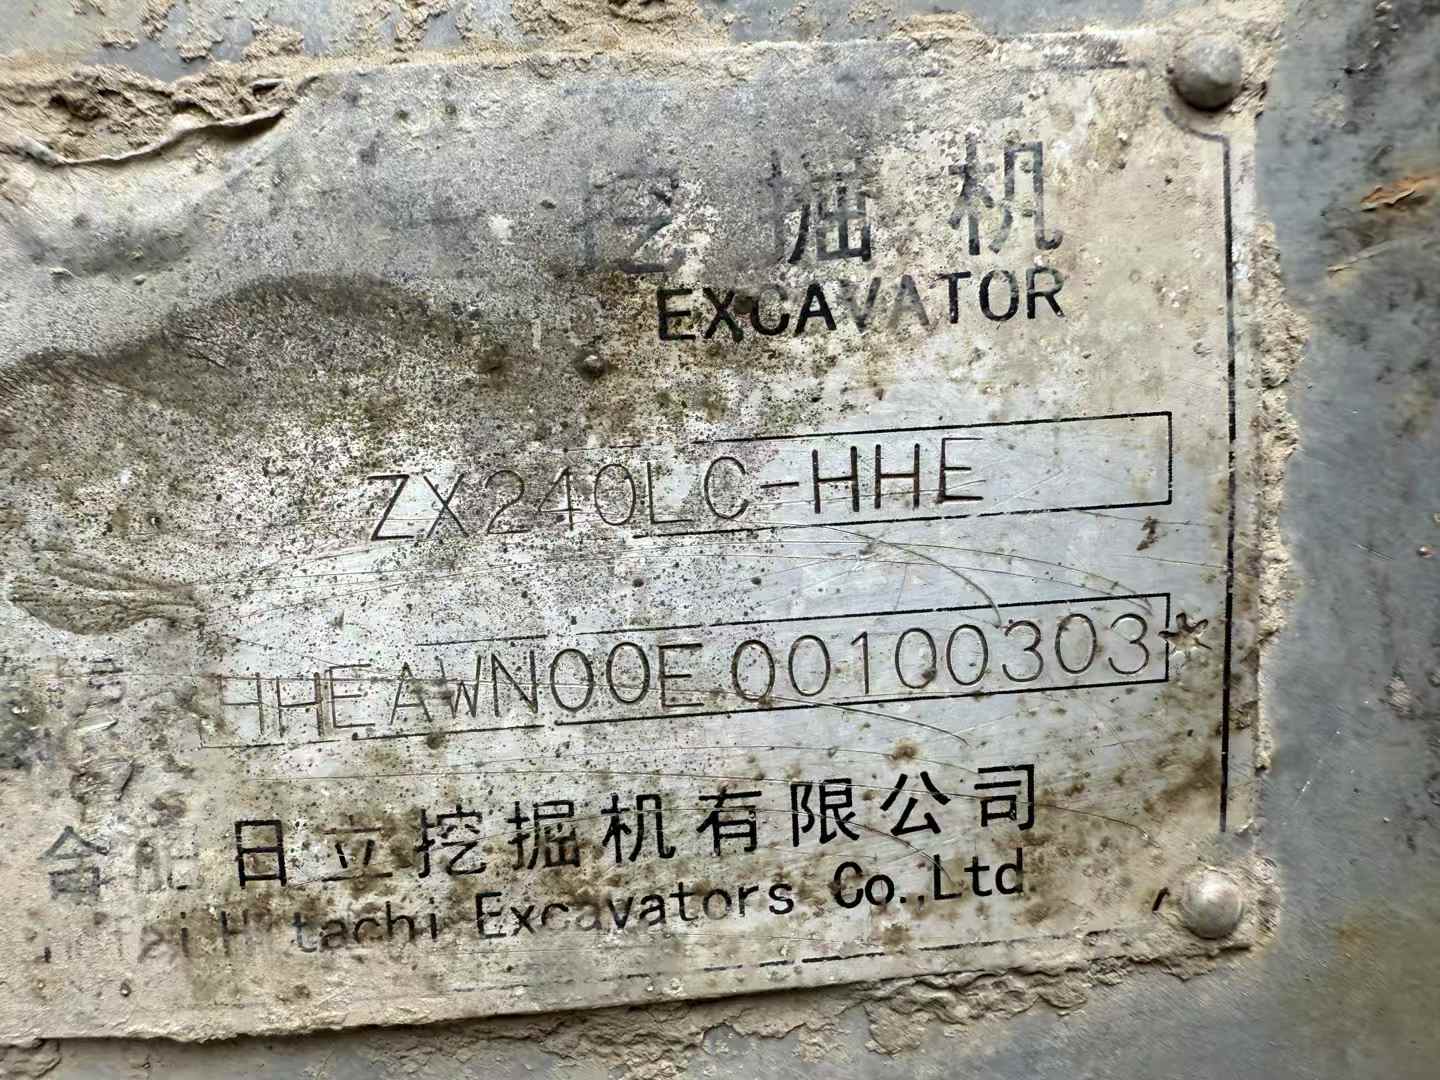 挖掘机
EXCAVATOR
ZX240LC-HHE
HHEAWN00E00100303
日立挖掘机有限公司
Hitachi Excavators Co.,Ltd